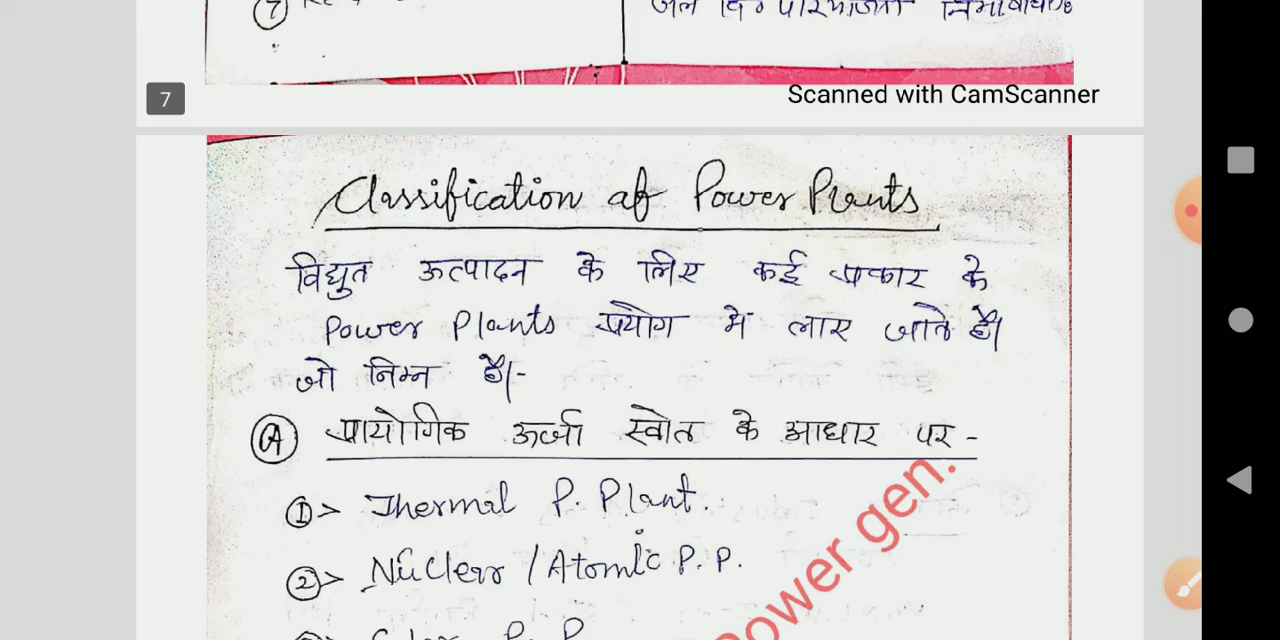 7
7
Scanned with CamScanner
Classification of Power Plants
विद्युत उत्पादन के लिए कई प्रकार के
Power Plants प्रयोग में लाए जाते हैं।
जो निम्न हैं।-
A प्रायोगिक ऊर्जा स्त्रोत के आधार पर -
1> Thermal P. Plant.
2> Nuclear / Atomic P. P.
Power gen.